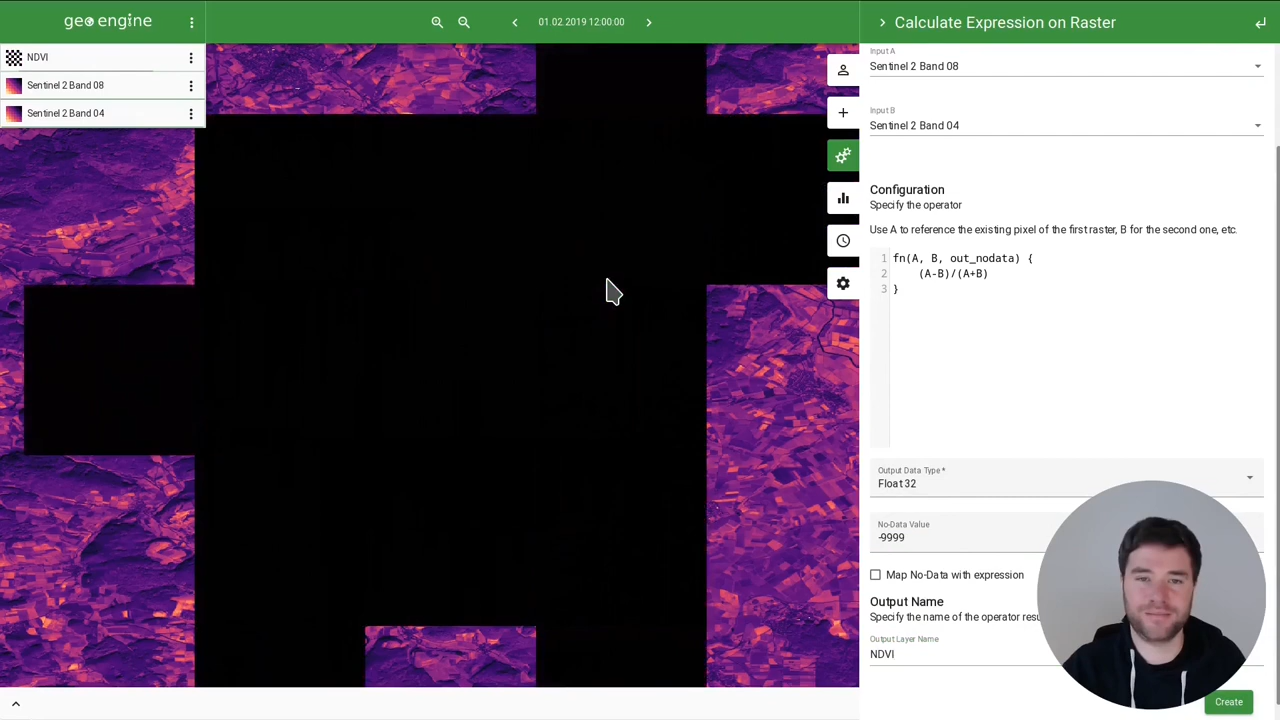 geo engine
01.02.2019 12:00:00
Calculate Expression on Raster
NDVI
Sentinel 2 Band 08
Sentinel 2 Band 04
Input A
Sentinel 2 Band 08
Input B
Sentinel 2 Band 04
Configuration
Specify the operator
Use A to reference the existing pixel of the first raster, B for the second one, etc.
1 fn(A, B, out_nodata) {
2 (A-B)/(A+B)
3 }
Output Data Type *
Float 32
No-Data Value
-9999
Map No-Data with expression
Output Name
Specify the name of the operator
Output Layer Name
NDVI
Create